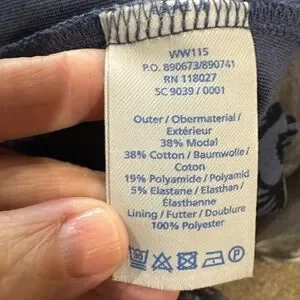 WW115
P.O. 890673/890741
RN 118027
SC 9039 / 0001
Outer / Obermaterial /
Extérieur
38% Modal
38% Cotton / Baumwolle /
Coton
19% Polyamide / Polyamid
5% Elastane / Elasthan /
Élasthanne
Lining / Futter / Doublure
100% Polyester